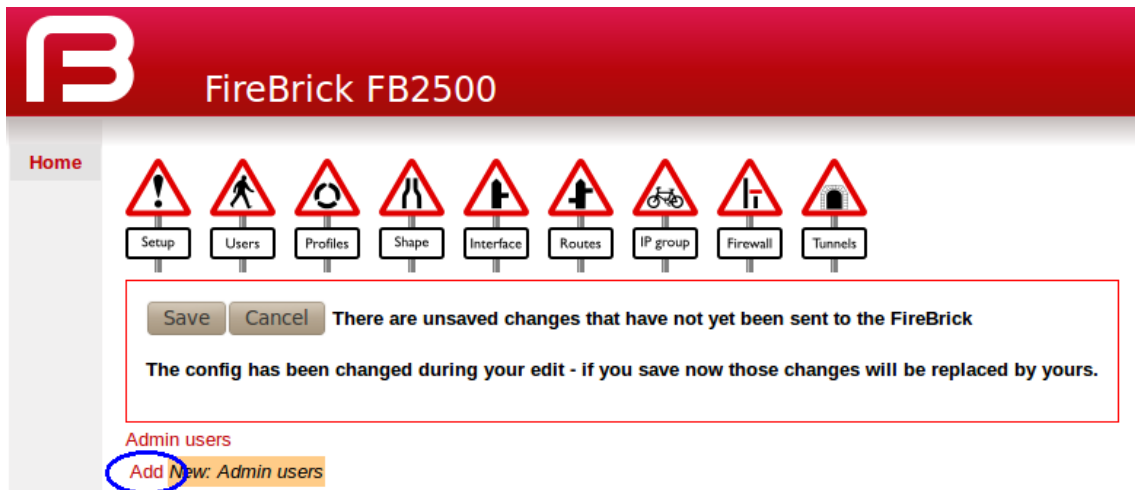 FB
FireBrick FB2500
Home
Setup Users Profiles Shape Interface Routes IP group Firewall Tunnels
Save Cancel There are unsaved changes that have not yet been sent to the FireBrick
The config has been changed during your edit - if you save now those changes will be replaced by yours.
Admin users
Add New: Admin users